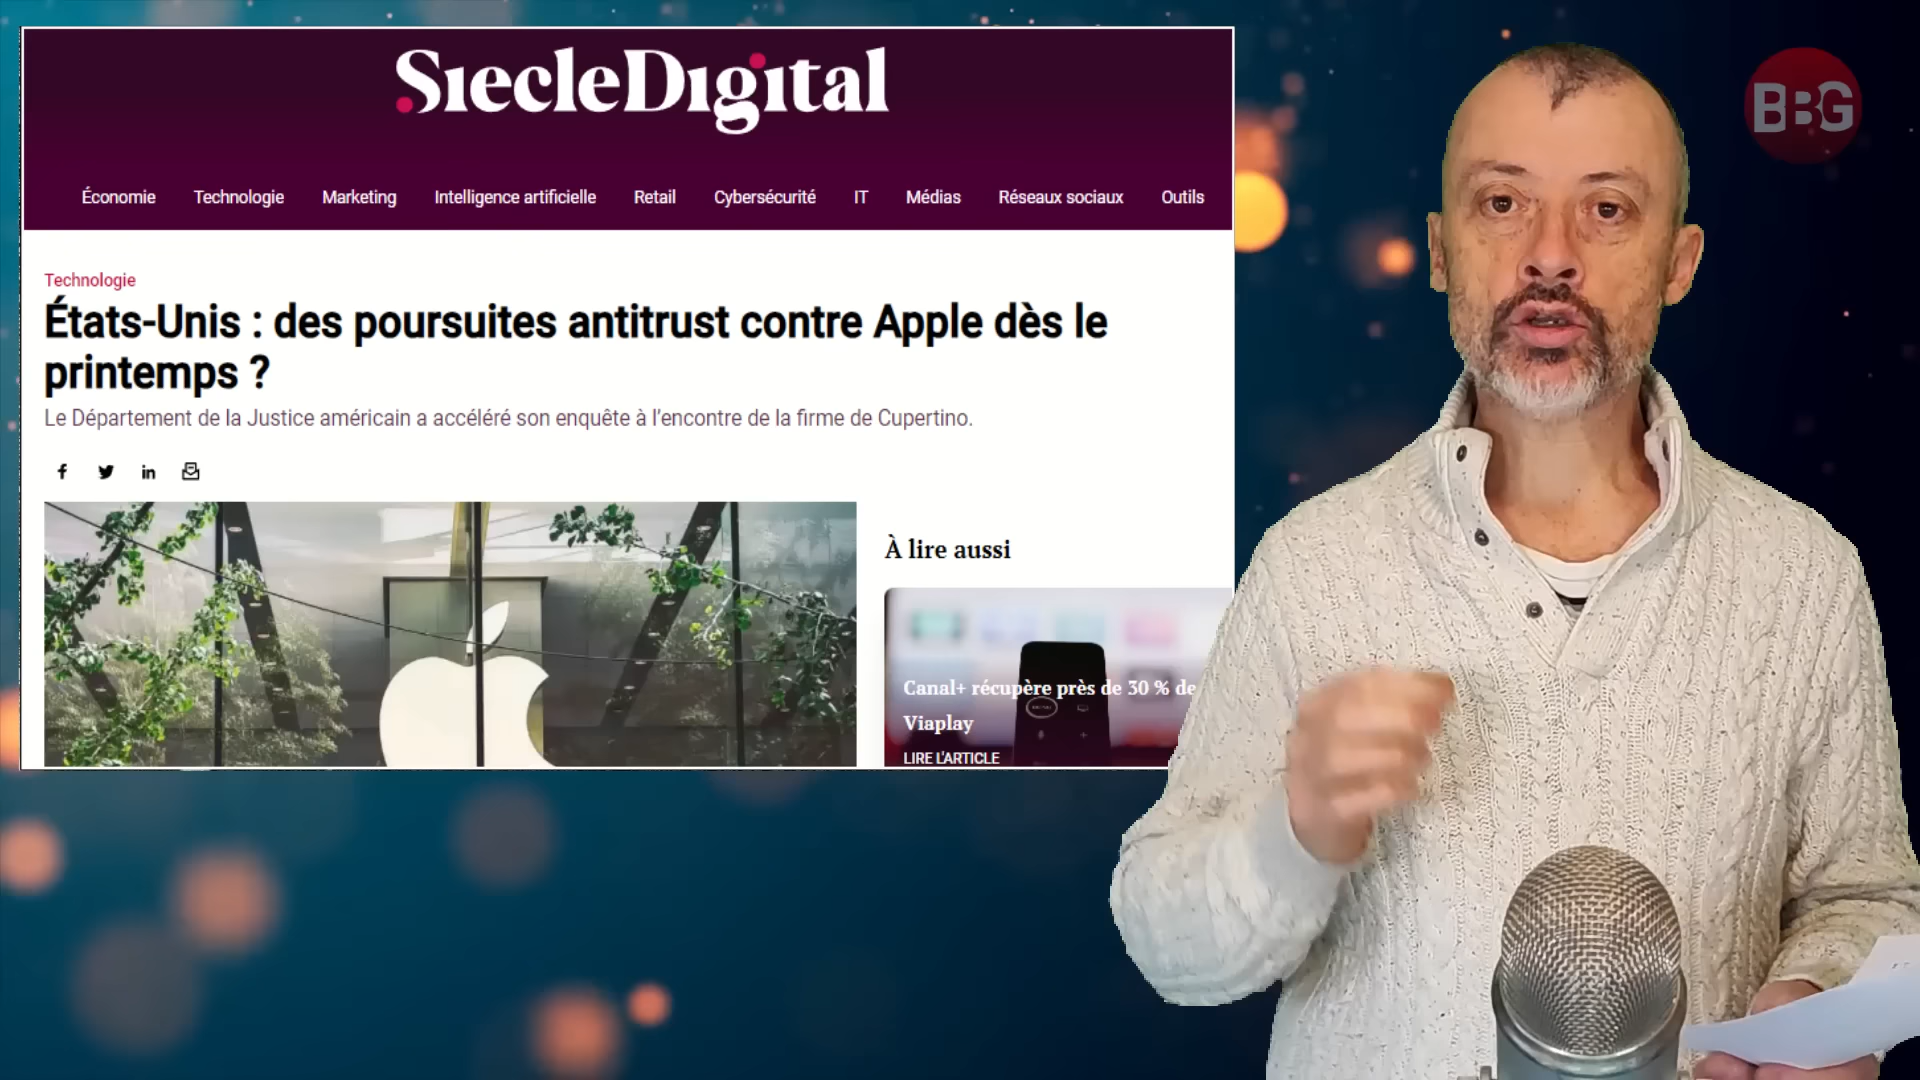 SiecleDigital
BBG
Économie Technologie Marketing Intelligence artificielle Retail Cybersécurité IT Médias Réseaux sociaux Outils
Technologie
États-Unis : des poursuites antitrust contre Apple dès le
printemps ?
Le Département de la Justice américain a accéléré son enquête à l'encontre de la firme de Cupertino.
À lire aussi
Canal+ récupère près de 30 % de
Viaplay
LIRE L'ARTICLE